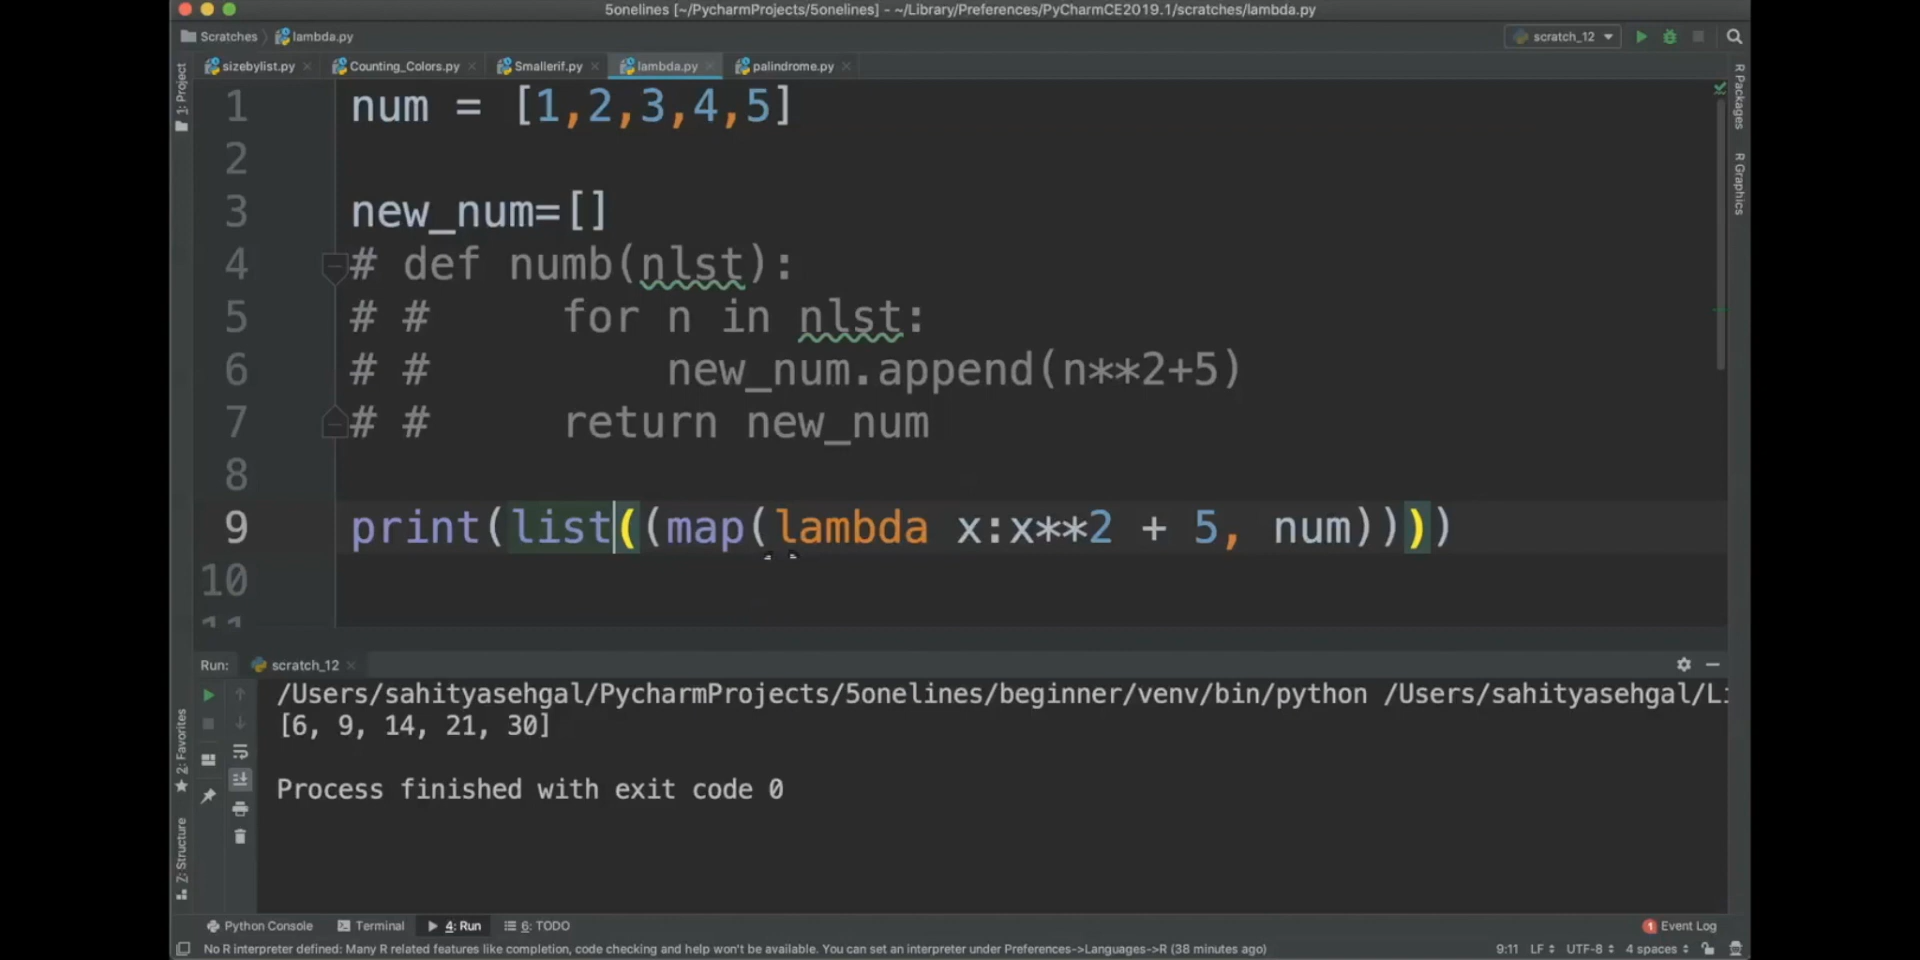 5onelines [~/PycharmProjects/5onelines] - ~/Library/Preferences/PyCharmCE2019.1/scratches/lambda.py
Scratches lambda.py scratch_12
sizebylist.py Counting_Colors.py Smallerif.py lambda.py palindrome.py
1: Project
R Packages
R Graphics
1 num = [1,2,3,4,5]
2
3 new_num=[]
4 # def numb(nlst):
5 # #     for n in nlst:
6 # #         new_num.append(n**2+5)
7 # #     return new_num
8
9 print(list((map(lambda x:x**2 + 5, num))))
10
11
Run: scratch_12
/Users/sahityasehgal/PycharmProjects/5onelines/beginner/venv/bin/python /Users/sahityasehgal/Li
[6, 9, 14, 21, 30]
Process finished with exit code 0
2: Favorites
Z: Structure
Python Console Terminal 4: Run 6: TODO 1 Event Log
No R interpreter defined: Many R related features like completion, code checking and help won't be available. You can set an interpreter under Preferences->Languages->R (38 minutes ago) 9:11 LF UTF-8 4 spaces